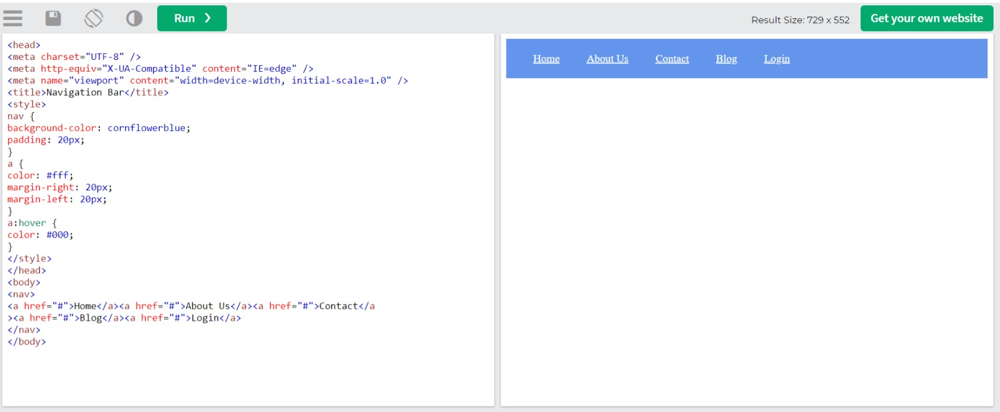 Run ❯
Result Size: 729 x 552
Get your own website
<head>
<meta charset="UTF-8" />
<meta http-equiv="X-UA-Compatible" content="IE=edge" />
<meta name="viewport" content="width=device-width, initial-scale=1.0" />
<title>Navigation Bar</title>
<style>
nav {
background-color: cornflowerblue;
padding: 20px;
}
a {
color: #fff;
margin-right: 20px;
margin-left: 20px;
}
a:hover {
color: #000;
}
</style>
</head>
<body>
<nav>
<a href="#">Home</a><a href="#">About Us</a><a href="#">Contact</a
><a href="#">Blog</a><a href="#">Login</a>
</nav>
</body>
Home About Us Contact Blog Login